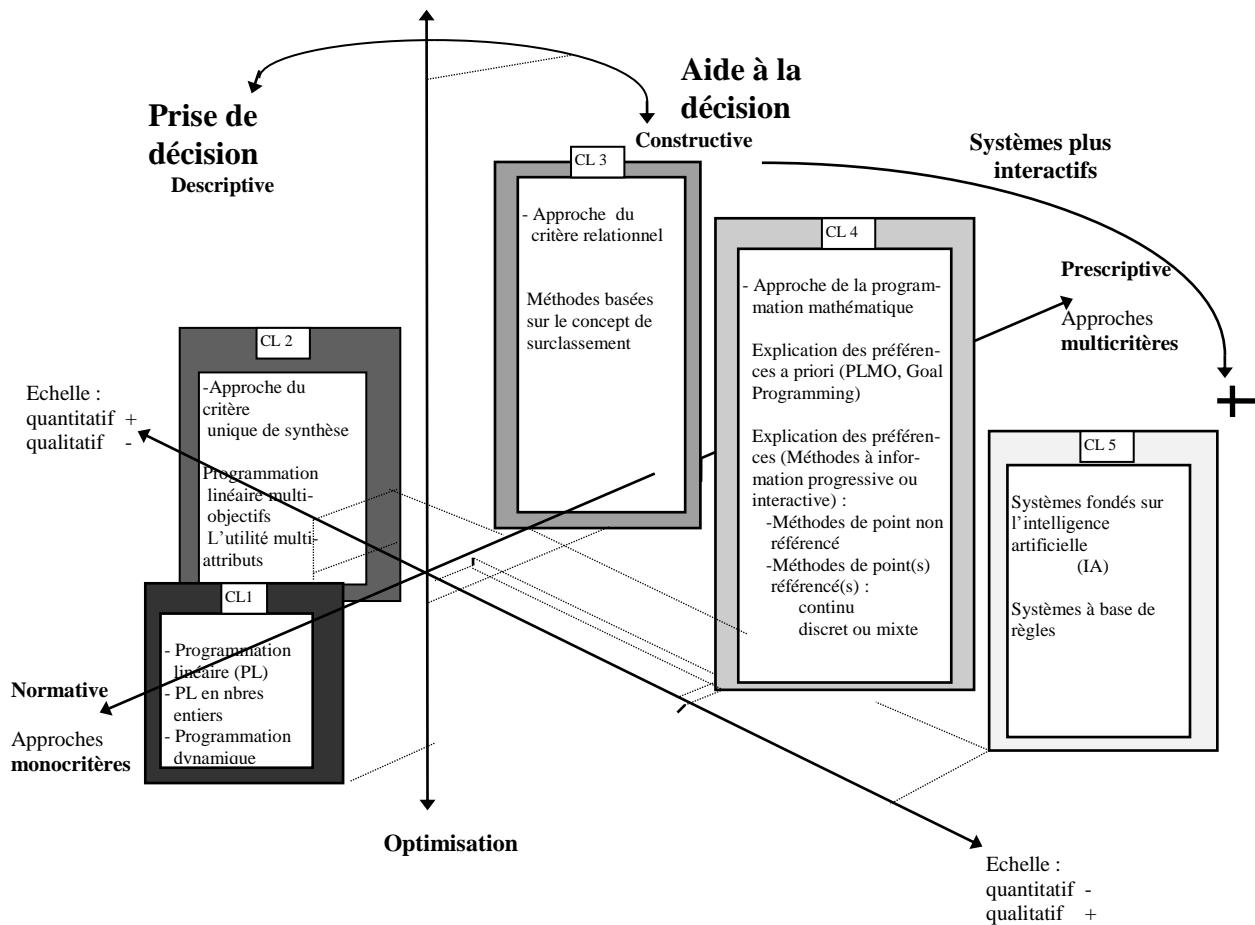 Aide à la
décision
Constructive
Prise de
décision
Descriptive
Systèmes plus
interactifs
CL 3
- Approche du
critère relationnel
Méthodes basées
sur le concept de
surclassement
CL 4
- Approche de la program-
mation mathématique
Explication des préféren-
ces a priori (PLMO, Goal
Programming)
Explication des préféren-
ces (Méthodes à infor-
mation progressive ou
interactive) :
-Méthodes de point non
référencé
-Méthodes de point(s)
référencé(s) :
continu
discret ou mixte
Prescriptive
Approches
multicritères
+
CL 2
-Approche du
critère
unique de synthèse
Programmation
linéaire multi-
objectifs
L'utilité multi-
attributs
Echelle :
quantitatif +
qualitatif -
CL 5
Systèmes fondés sur
l'intelligence
artificielle
(IA)
Systèmes à base de
règles
CL1
- Programmation
linéaire (PL)
- PL en nbres
entiers
- Programmation
dynamique
Normative
Approches
monocritères
Optimisation
Echelle :
quantitatif -
qualitatif +